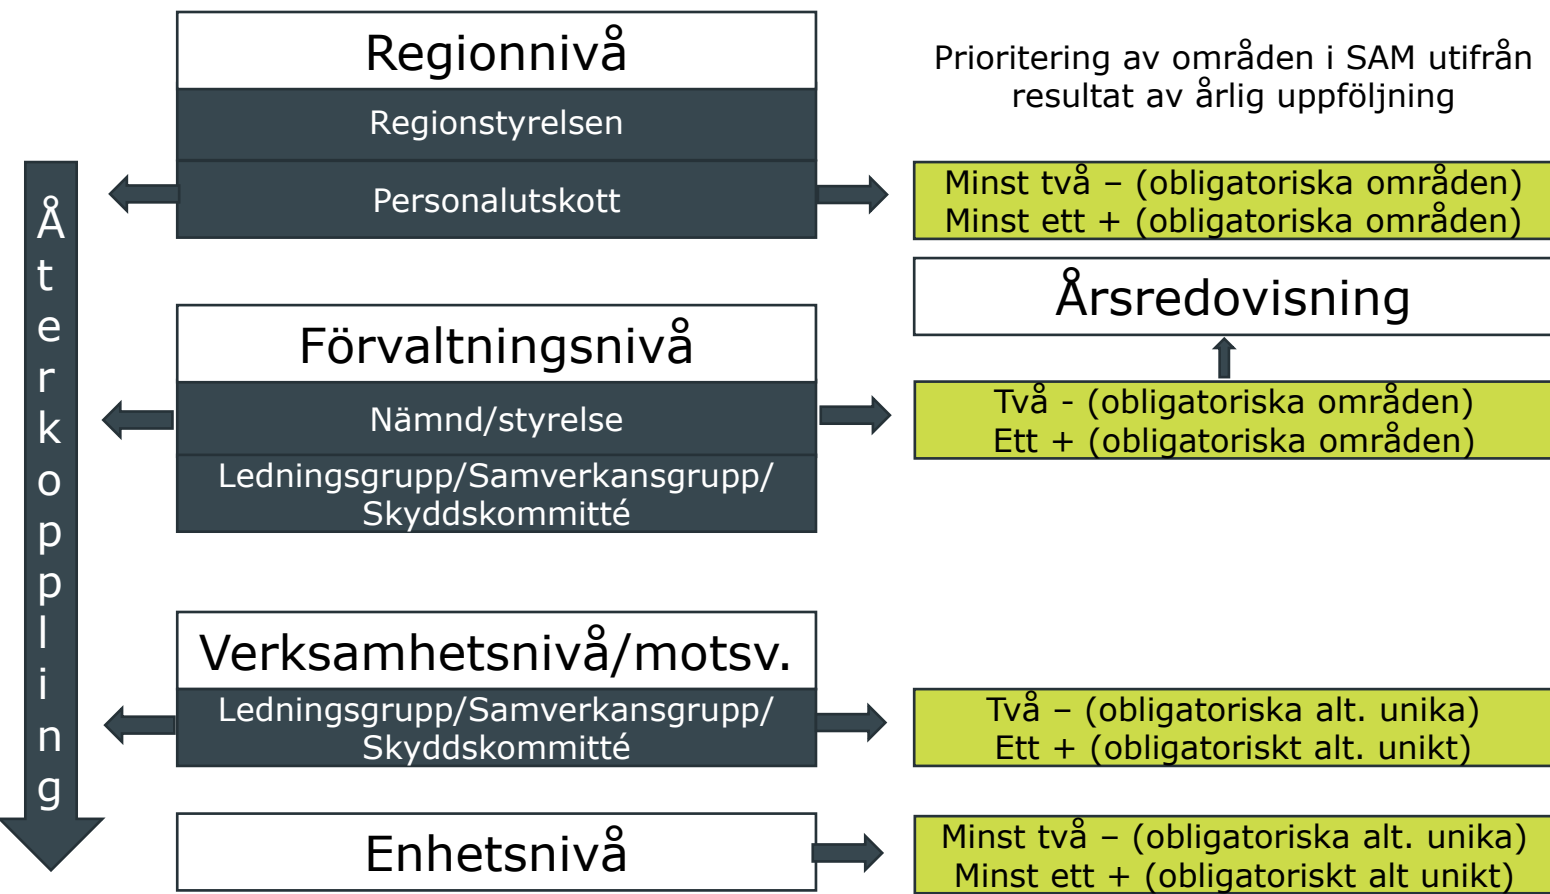 Regionnivå
Regionstyrelsen
Personalutskott
Prioritering av områden i SAM utifrån
resultat av årlig uppföljning
Minst två – (obligatoriska områden)
Minst ett + (obligatoriska områden)
Årsredovisning
Förvaltningsnivå
Nämnd/styrelse
Ledningsgrupp/Samverkansgrupp/
Skyddskommitté
Två - (obligatoriska områden)
Ett + (obligatoriska områden)
Verksamhetsnivå/motsv.
Ledningsgrupp/Samverkansgrupp/
Skyddskommitté
Två – (obligatoriska alt. unika)
Ett + (obligatoriskt alt. unikt)
Enhetsnivå
Minst två – (obligatoriska alt. unika)
Minst ett + (obligatoriskt alt unikt)
Återkoppling